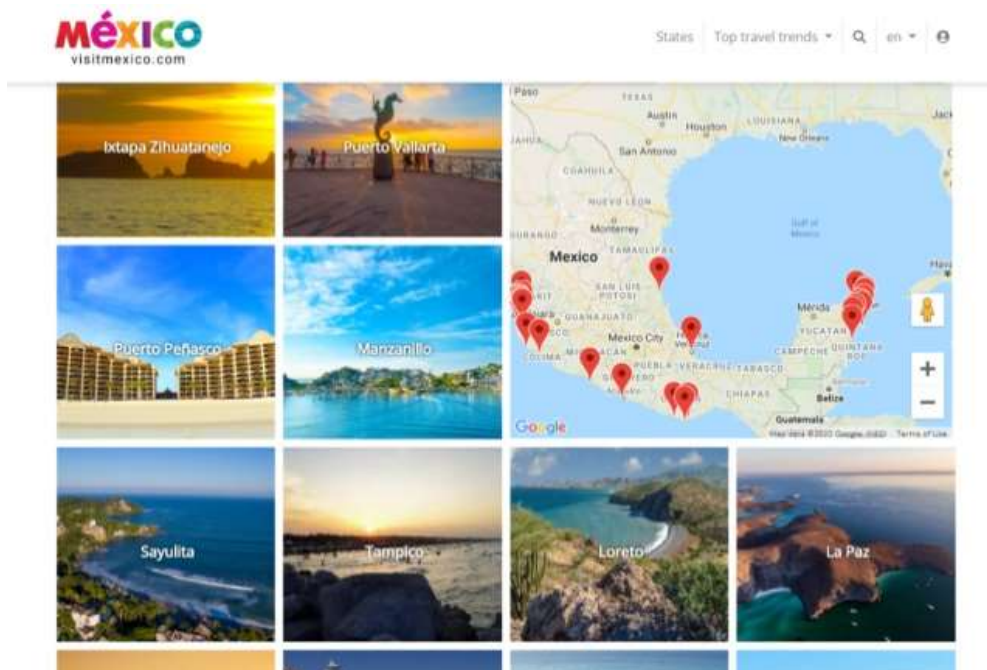 MéxICO
visitmexico.com
States
Top travel trends
en
Ixtapa Zihuatanejo
Puerto Vallarta
Paso
TEXAS
Austin
Houston
LOUISIANA
New Orleans
San Antonio
COAHUILA
NUEVO LEON
Monterrey
TAMAULIPAS
Mexico
Gulf of
Mexico
SAN LUIS
POTOSI
GUANAJUATO
Mérida
YUCATAN
Mexico City
COLIMA
PUEBLA
VERACRUZ
TABASCO
CAMPECHE
QUINTANA
CHIAPAS
Belize
Guatemala
Google
Terms of Use
Puerto Peñasco
Manzanillo
Sayulita
Tampico
Loreto
La Paz